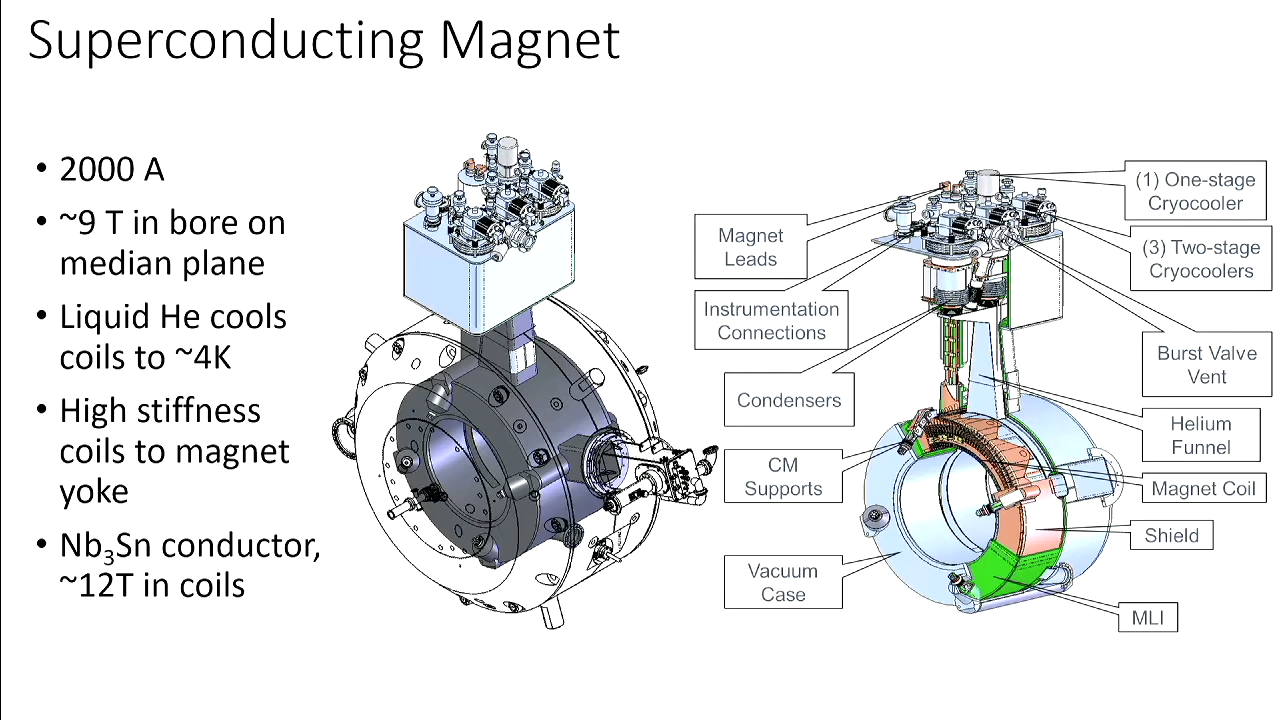 Superconducting Magnet
• 2000 A
• ~9 T in bore on
median plane
• Liquid He cools
coils to ~4K
• High stiffness
coils to magnet
yoke
• Nb₃Sn conductor,
~12T in coils
Magnet
Leads
Instrumentation
Connections
Condensers
CM
Supports
Vacuum
Case
(1) One-stage
Cryocooler
(3) Two-stage
Cryocoolers
Burst Valve
Vent
Helium
Funnel
Magnet Coil
Shield
MLI